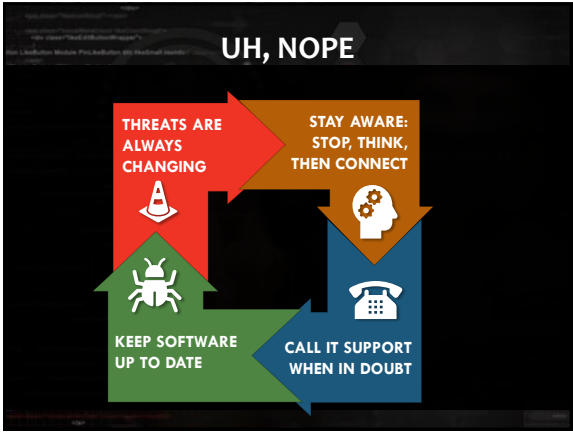 UH, NOPE
THREATS ARE
ALWAYS
CHANGING
STAY AWARE:
STOP, THINK,
THEN CONNECT
KEEP SOFTWARE
UP TO DATE
CALL IT SUPPORT
WHEN IN DOUBT